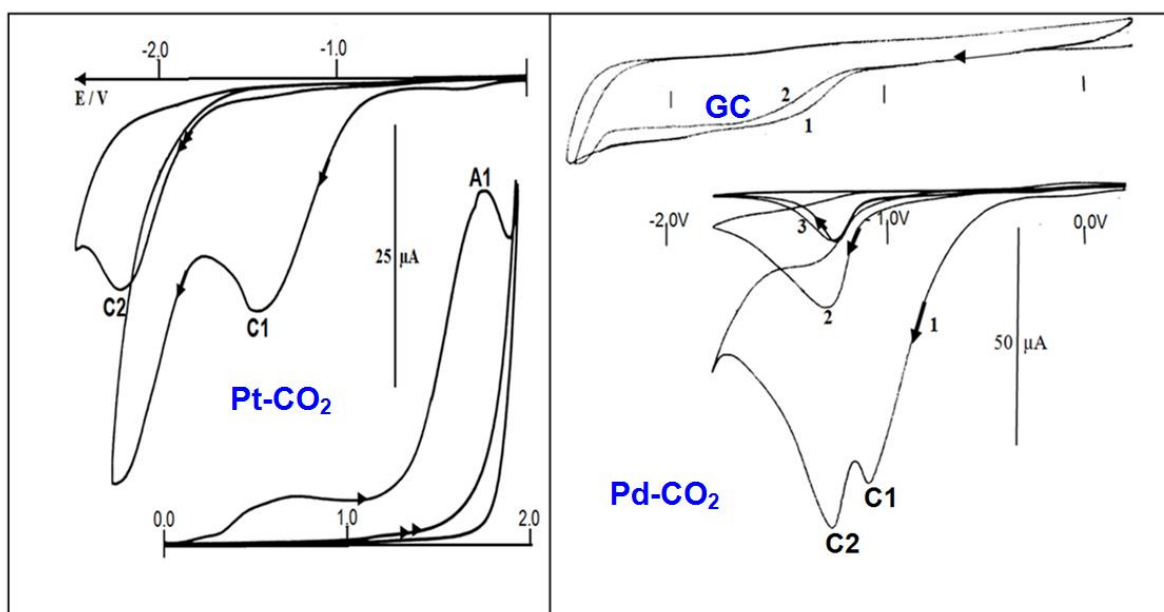 -2.0 -1.0
E / V
C2
C1
25 µA
A1
Pt-CO₂
0.0 1.0 2.0
GC
2
1
-2.0V -1.0V 0.0V
3
2
1
50 µA
C1
C2
Pd-CO₂